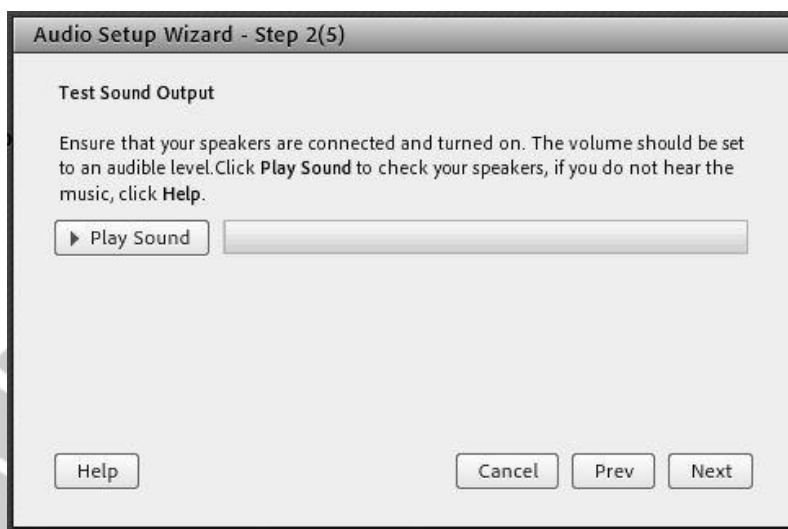 Audio Setup Wizard - Step 2(5)
Test Sound Output
Ensure that your speakers are connected and turned on. The volume should be set
to an audible level.Click Play Sound to check your speakers, if you do not hear the
music, click Help.
Play Sound
Help Cancel Prev Next